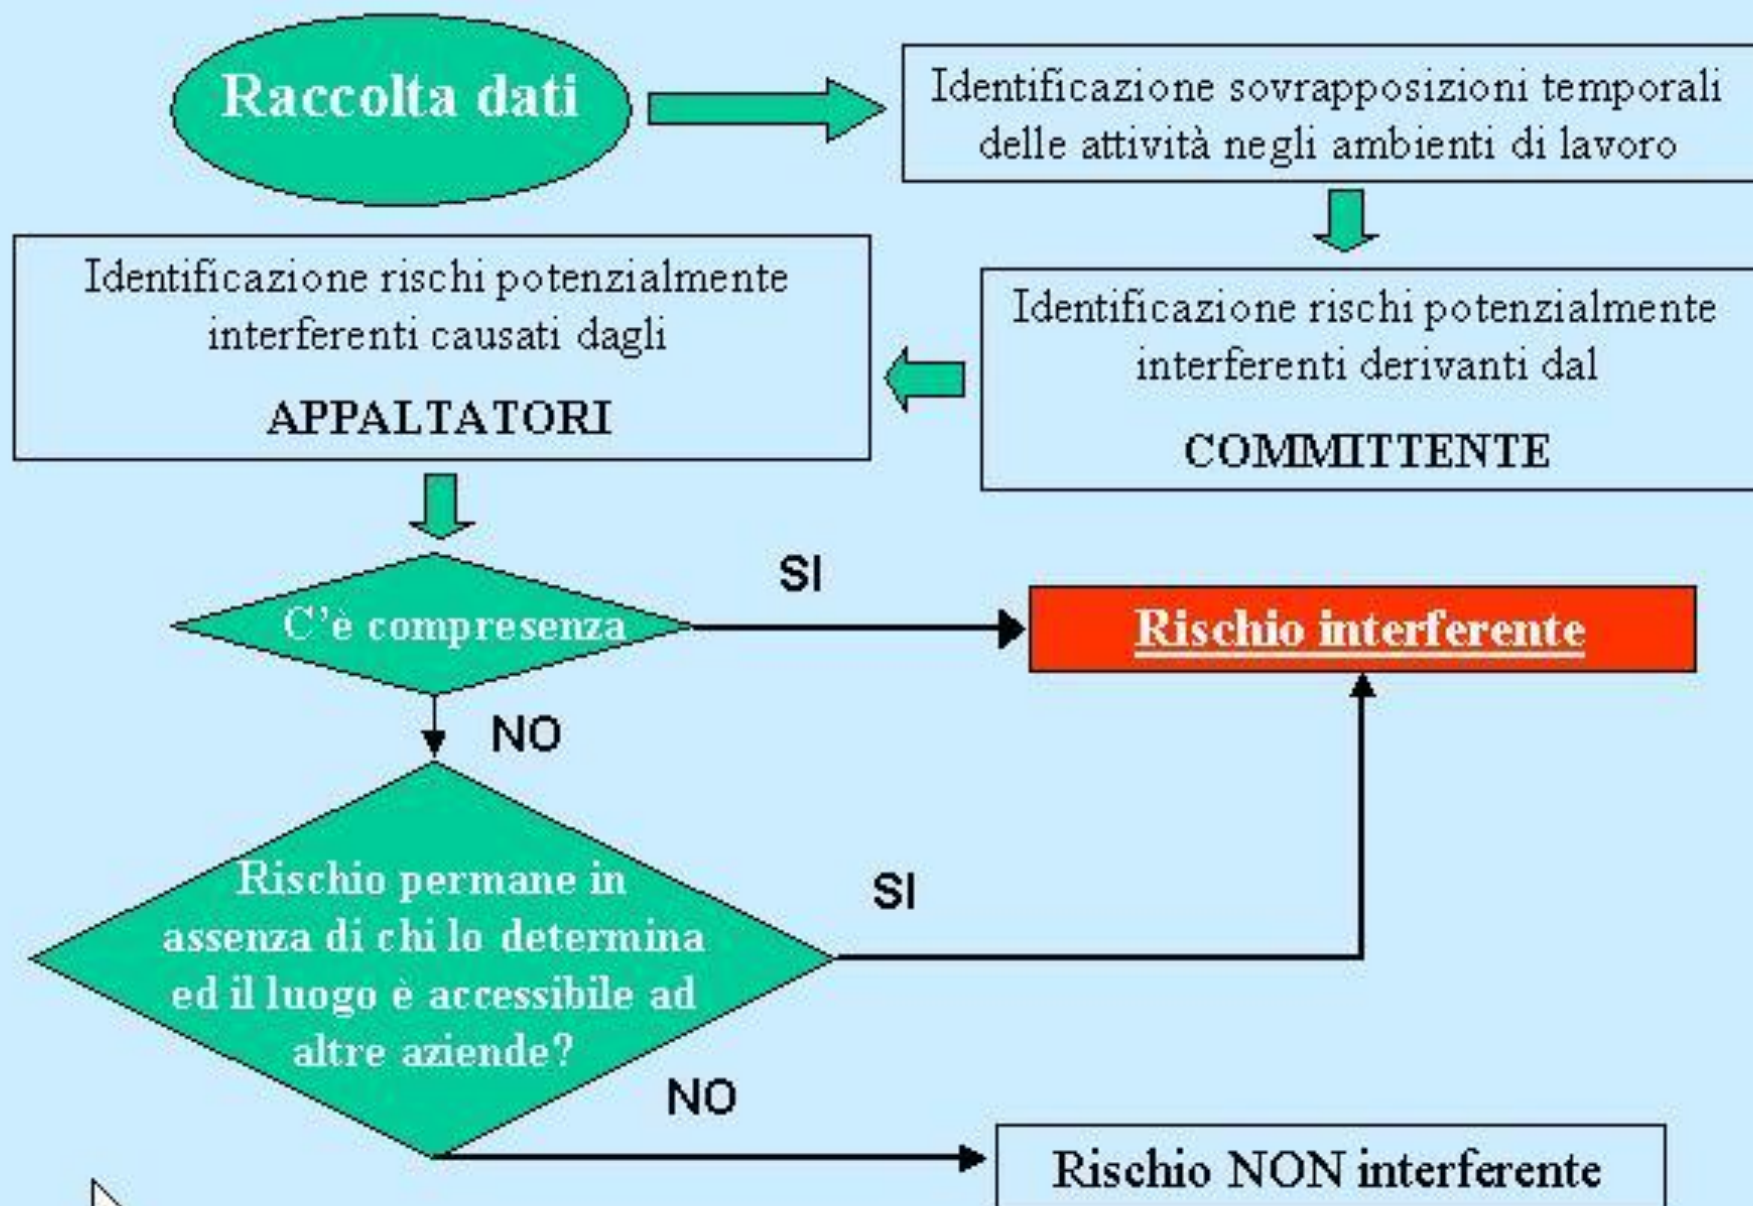 Raccolta dati
Identificazione sovrapposizioni temporali
delle attività negli ambienti di lavoro
Identificazione rischi potenzialmente
interferenti derivanti dal
COMMITTENTE
Identificazione rischi potenzialmente
interferenti causati dagli
APPALTATORI
C'è compresenza
SI
Rischio interferente
NO
Rischio permane in
assenza di chi lo determina
ed il luogo è accessibile ad
altre aziende?
SI
NO
Rischio NON interferente